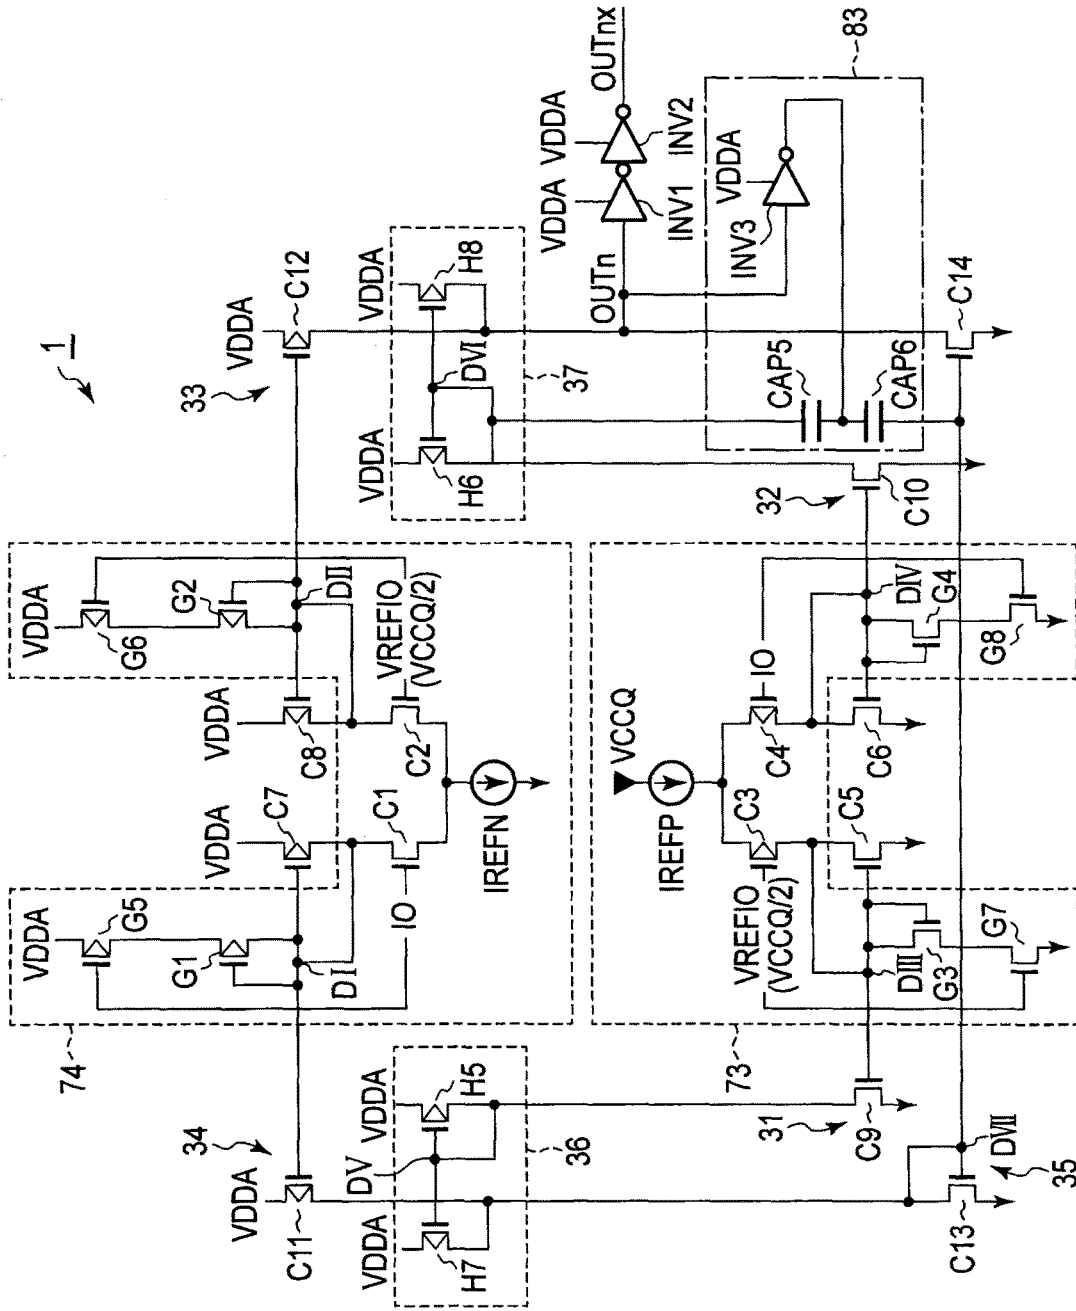 1
VDDA
C12
33
VDDA
H6
VDDA
H8
DVI
37
OUTn
VDDA
INV1
VDDA
INV2
OUTnx
83
VDDA
INV3
CAP5
CAP6
C14
32
C10
VDDA
G6
G2
DII
VREFIO
(VCCQ/2)
VDDA
C8
C2
VDDA
C7
C1
IREFN
VDDA
G5
G1
DI
IO
74
VCCQ
IREFP
C4
IO
DIV
G4
G8
C6
C3
C5
VREFIO
(VCCQ/2)
DIII
G3
G7
73
34
VDDA
C11
VDDA
H5
DV
VDDA
H7
36
31
C9
DVII
35
C13